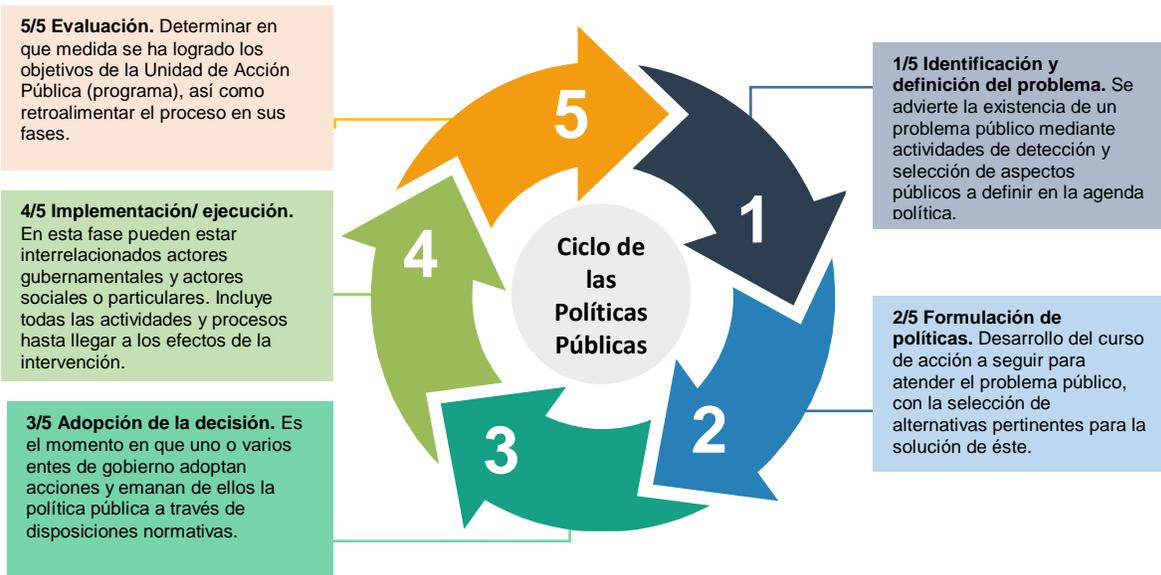 5/5 Evaluación. Determinar en
que medida se ha logrado los
objetivos de la Unidad de Acción
Pública (programa), así como
retroalimentar el proceso en sus
fases.
4/5 Implementación/ ejecución.
En esta fase pueden estar
interrelacionados actores
gubernamentales y actores
sociales o particulares. Incluye
todas las actividades y procesos
hasta llegar a los efectos de la
intervención.
3/5 Adopción de la decisión. Es
el momento en que uno o varios
entes de gobierno adoptan
acciones y emanan de ellos la
política pública a través de
disposiciones normativas.
5
1
4
2
3
Ciclo de
las
Políticas
Públicas
1/5 Identificación y
definición del problema. Se
advierte la existencia de un
problema público mediante
actividades de detección y
selección de aspectos
públicos a definir en la agenda
política.
2/5 Formulación de
políticas. Desarrollo del curso
de acción a seguir para
atender el problema público,
con la selección de
alternativas pertinentes para la
solución de éste.